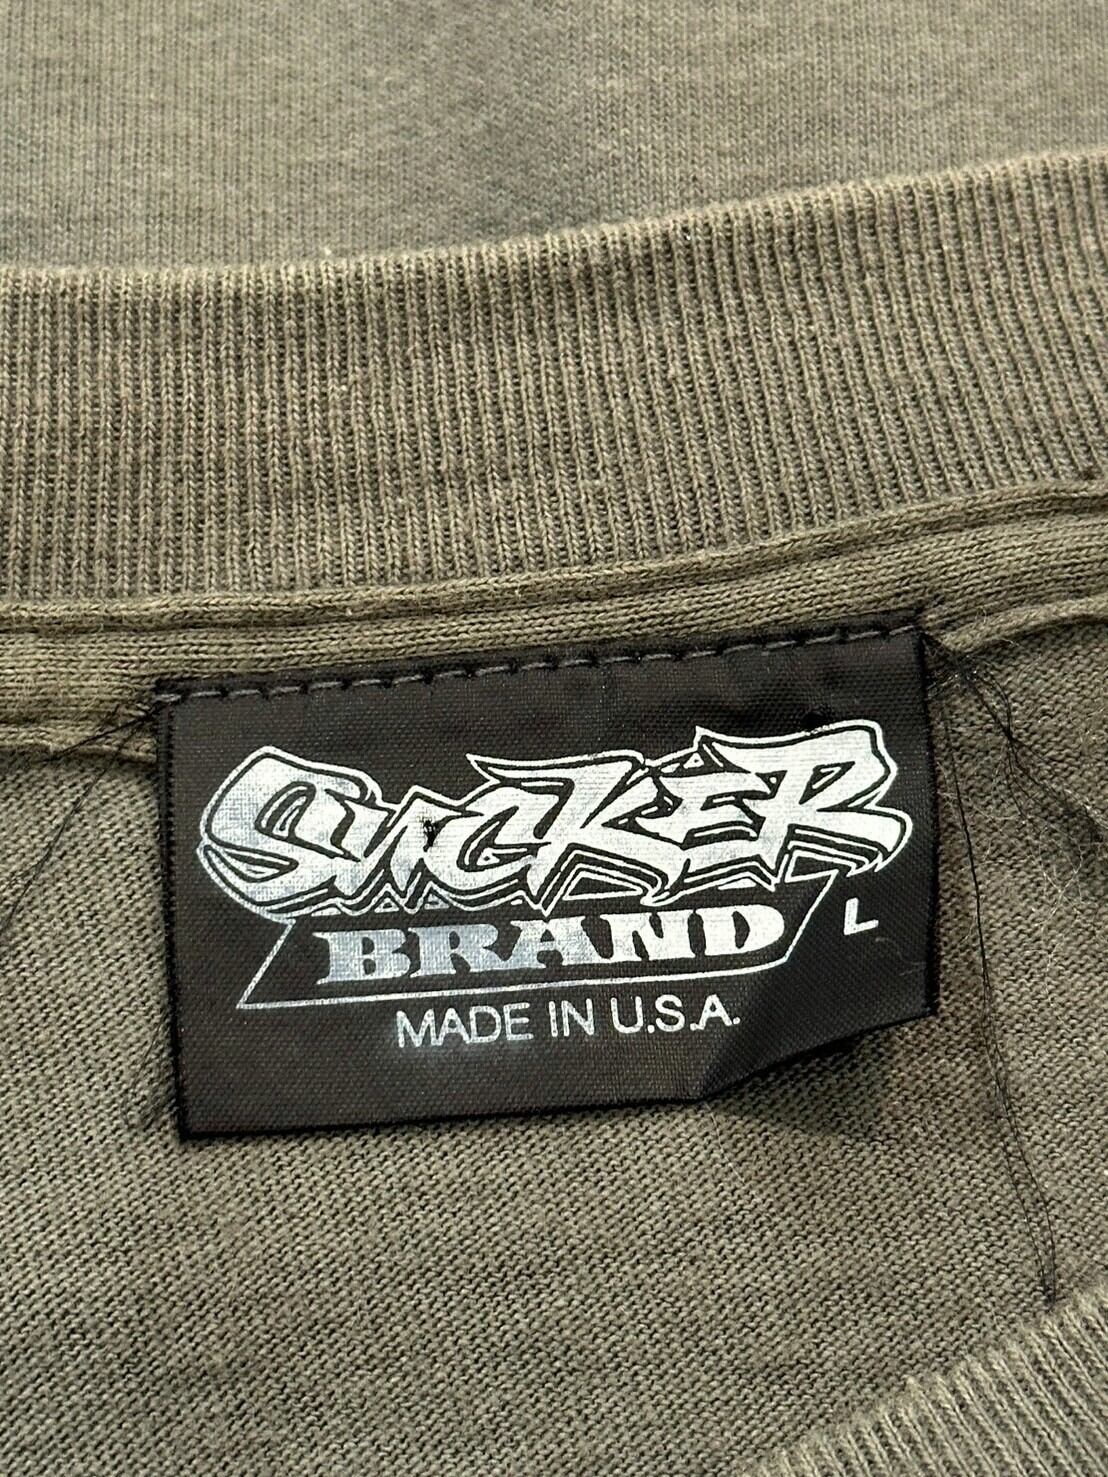 SUCKER
BRAND
L
MADE IN U.S.A.